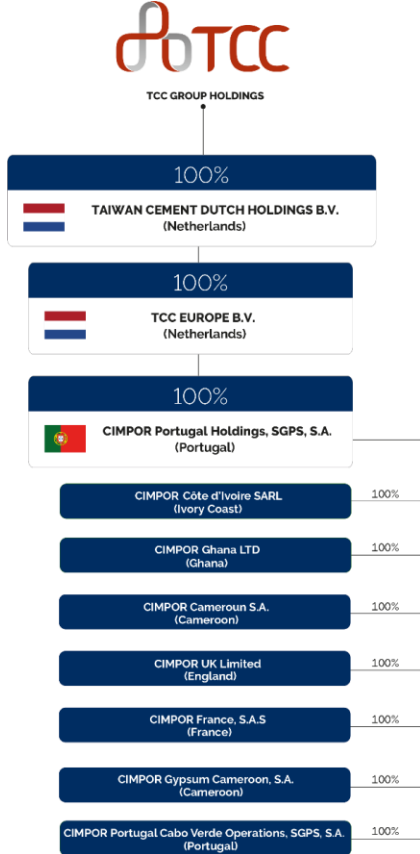 TCC
TCC GROUP HOLDINGS
100%
TAIWAN CEMENT DUTCH HOLDINGS B.V.
(Netherlands)
100%
TCC EUROPE B.V.
(Netherlands)
100%
CIMPOR Portugal Holdings, SGPS, S.A.
(Portugal)
CIMPOR Côte d'Ivoire SARL
(Ivory Coast)
100%
CIMPOR Ghana LTD
(Ghana)
100%
CIMPOR Cameroun S.A.
(Cameroon)
100%
CIMPOR UK Limited
(England)
100%
CIMPOR France, S.A.S
(France)
100%
CIMPOR Gypsum Cameroon, S.A.
(Cameroon)
100%
CIMPOR Portugal Cabo Verde Operations, SGPS, S.A.
(Portugal)
100%